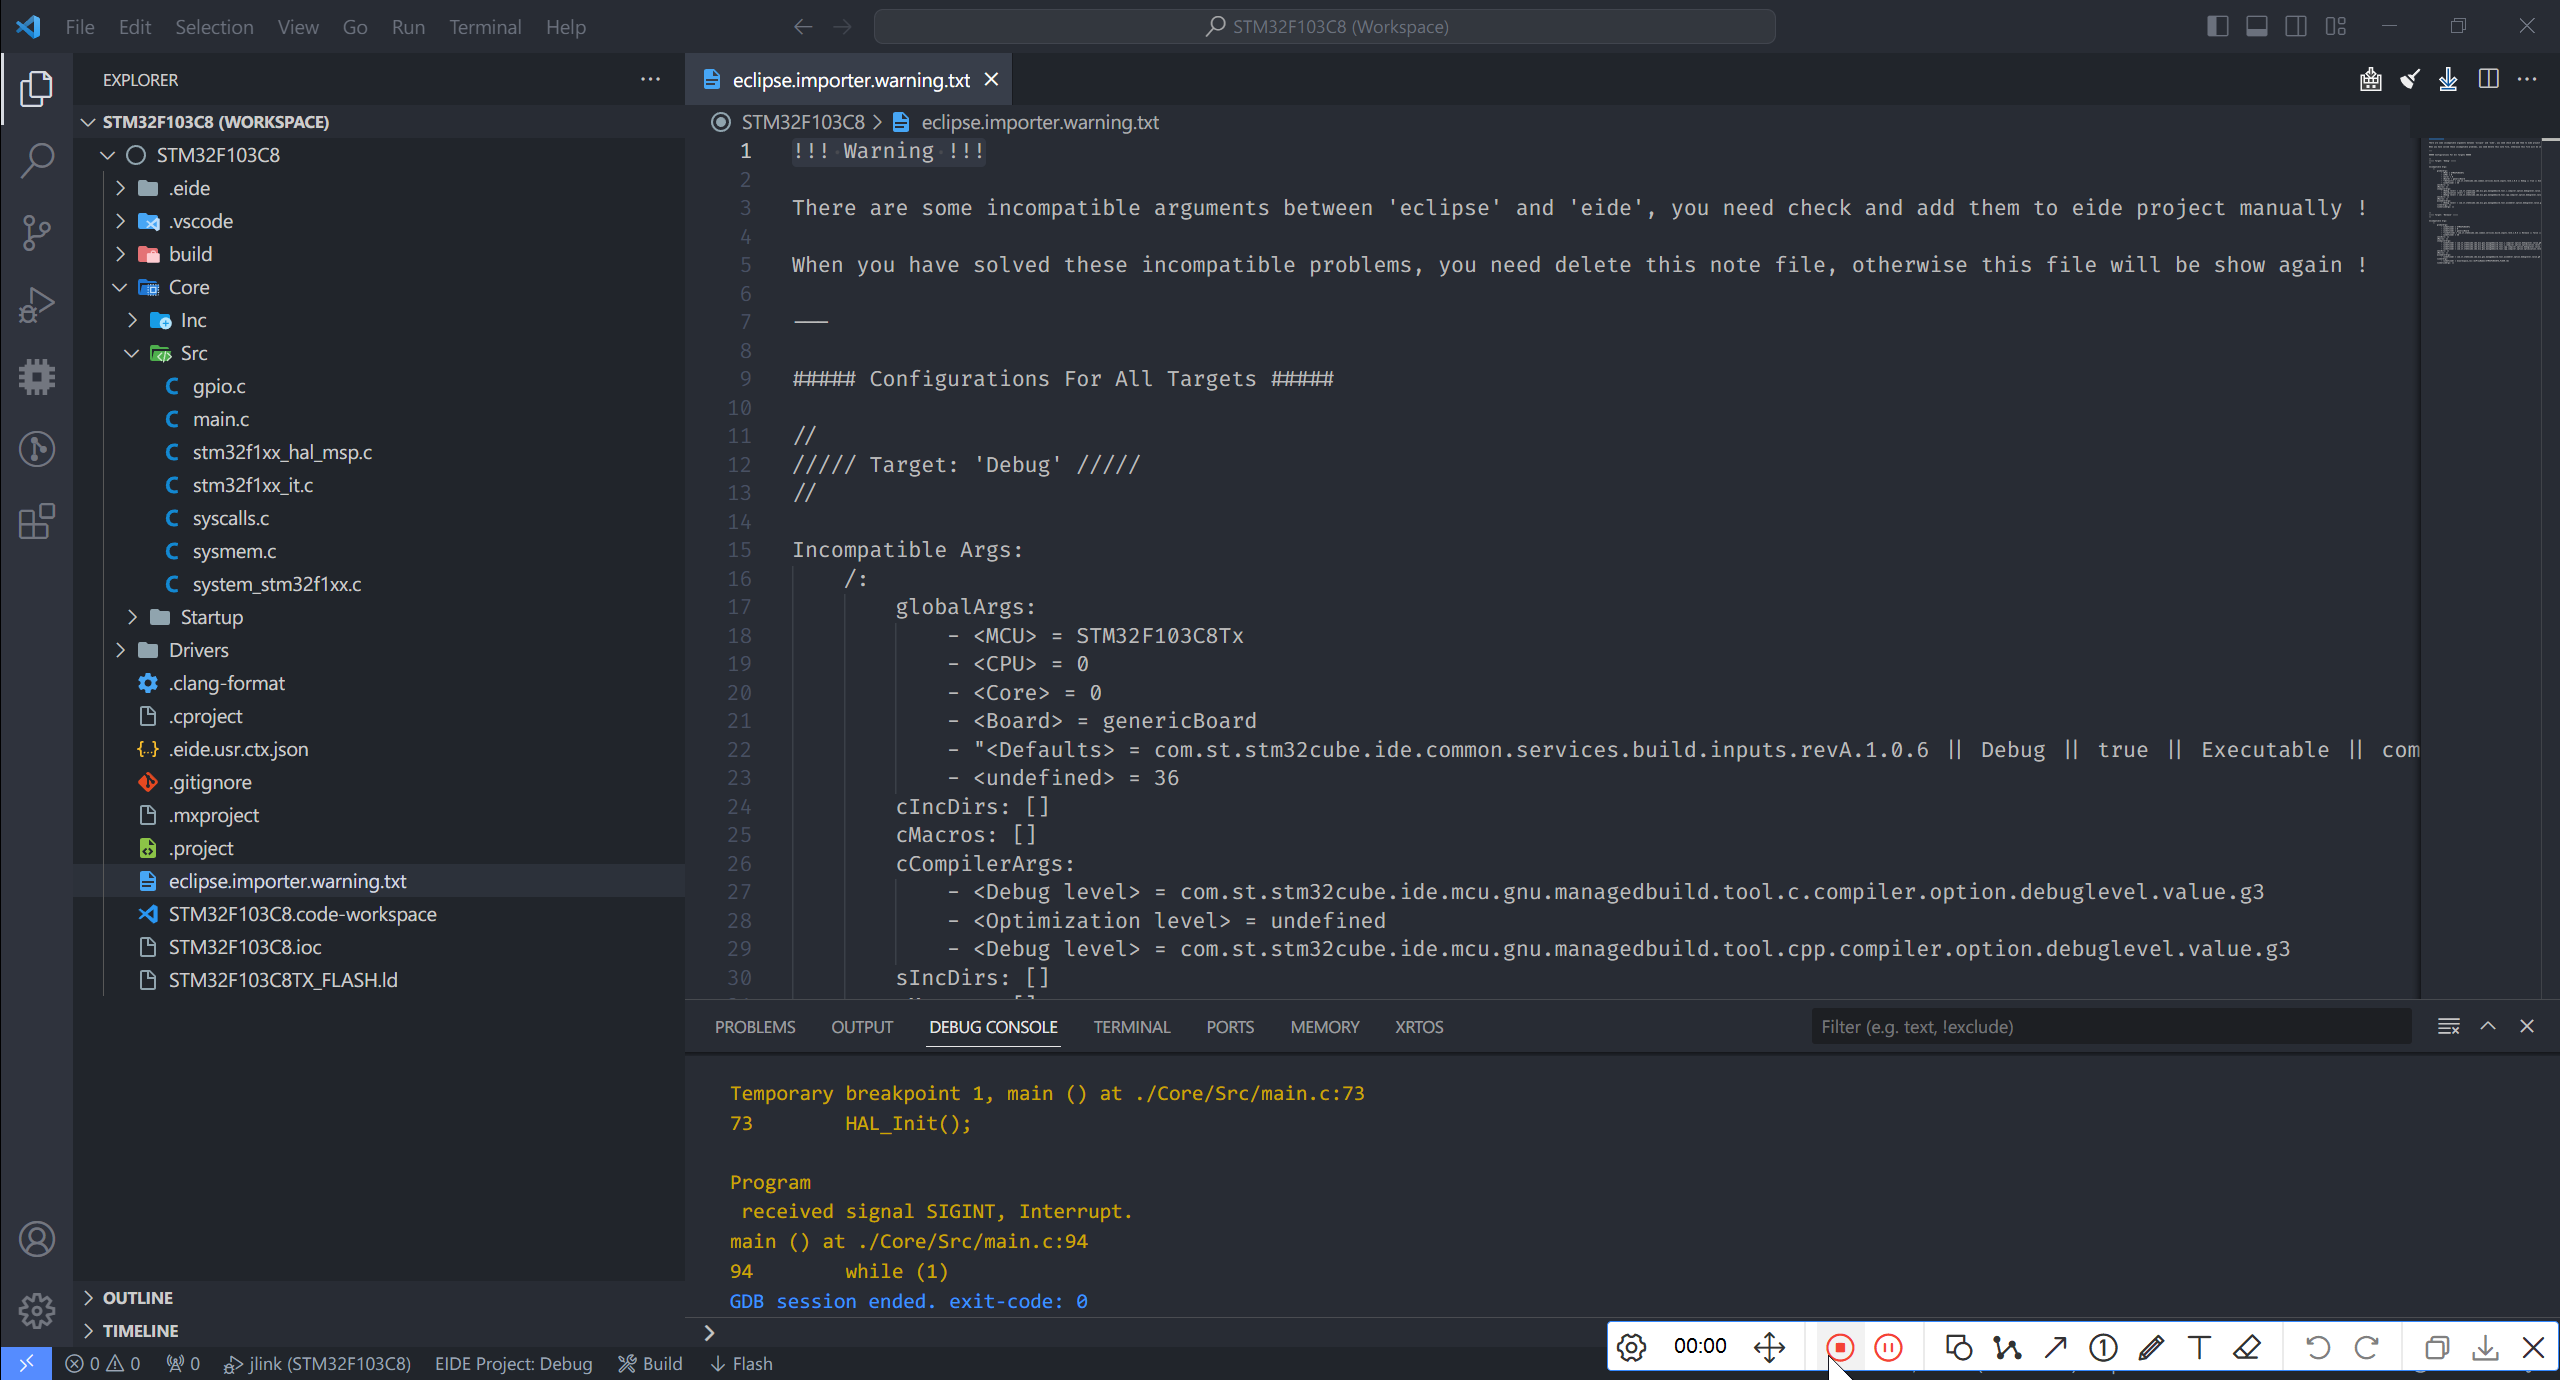 File Edit Selection View Go Run Terminal Help
STM32F103C8 (Workspace)
EXPLORER
STM32F103C8 (WORKSPACE)
STM32F103C8
.eide
.vscode
build
Core
Inc
Src
gpio.c
main.c
stm32f1xx_hal_msp.c
stm32f1xx_it.c
syscalls.c
sysmem.c
system_stm32f1xx.c
Startup
Drivers
.clang-format
.cproject
.eide.usr.ctx.json
.gitignore
.mxproject
.project
eclipse.importer.warning.txt
STM32F103C8.code-workspace
STM32F103C8.ioc
STM32F103C8TX_FLASH.ld
OUTLINE
TIMELINE
eclipse.importer.warning.txt
STM32F103C8 > eclipse.importer.warning.txt
1 !!! Warning !!!
2
3 There are some incompatible arguments between 'eclipse' and 'eide', you need check and add them to eide project manually !
4
5 When you have solved these incompatible problems, you need delete this note file, otherwise this file will be show again !
6
7 ---
8
9 ##### Configurations For All Targets #####
10
11 //
12 ///// Target: 'Debug' /////
13 //
14
15 Incompatible Args:
16 /:
17 globalArgs:
18 - <MCU> = STM32F103C8Tx
19 - <CPU> = 0
20 - <Core> = 0
21 - <Board> = genericBoard
22 - "<Defaults> = com.st.stm32cube.ide.common.services.build.inputs.revA.1.0.6 || Debug || true || Executable || com
23 - <undefined> = 36
24 cIncDirs: []
25 cMacros: []
26 cCompilerArgs:
27 - <Debug level> = com.st.stm32cube.ide.mcu.gnu.managedbuild.tool.c.compiler.option.debuglevel.value.g3
28 - <Optimization level> = undefined
29 - <Debug level> = com.st.stm32cube.ide.mcu.gnu.managedbuild.tool.cpp.compiler.option.debuglevel.value.g3
30 sIncDirs: []
PROBLEMS OUTPUT DEBUG CONSOLE TERMINAL PORTS MEMORY XRTOS
Filter (e.g. text, !exclude)
Temporary breakpoint 1, main () at ./Core/Src/main.c:73
73 HAL_Init();
Program
received signal SIGINT, Interrupt.
main () at ./Core/Src/main.c:94
94 while (1)
GDB session ended. exit-code: 0
00:00
0 0 0 jlink (STM32F103C8) EIDE Project: Debug Build Flash